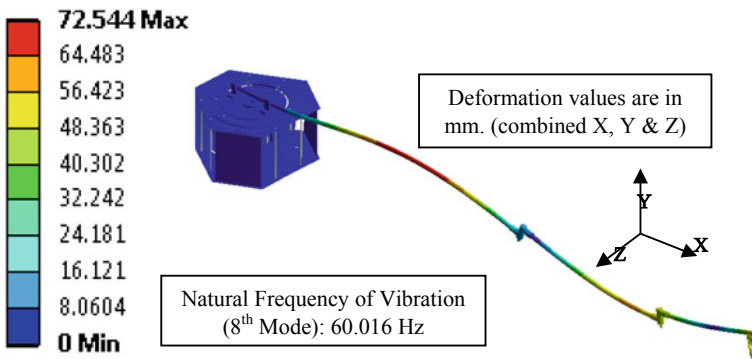 72.544 Max
64.483
56.423
48.363
40.302
32.242
24.181
16.121
8.0604
0 Min
Deformation values are in
mm. (combined X, Y & Z)
Y
X
Z
Natural Frequency of Vibration
(8th Mode): 60.016 Hz